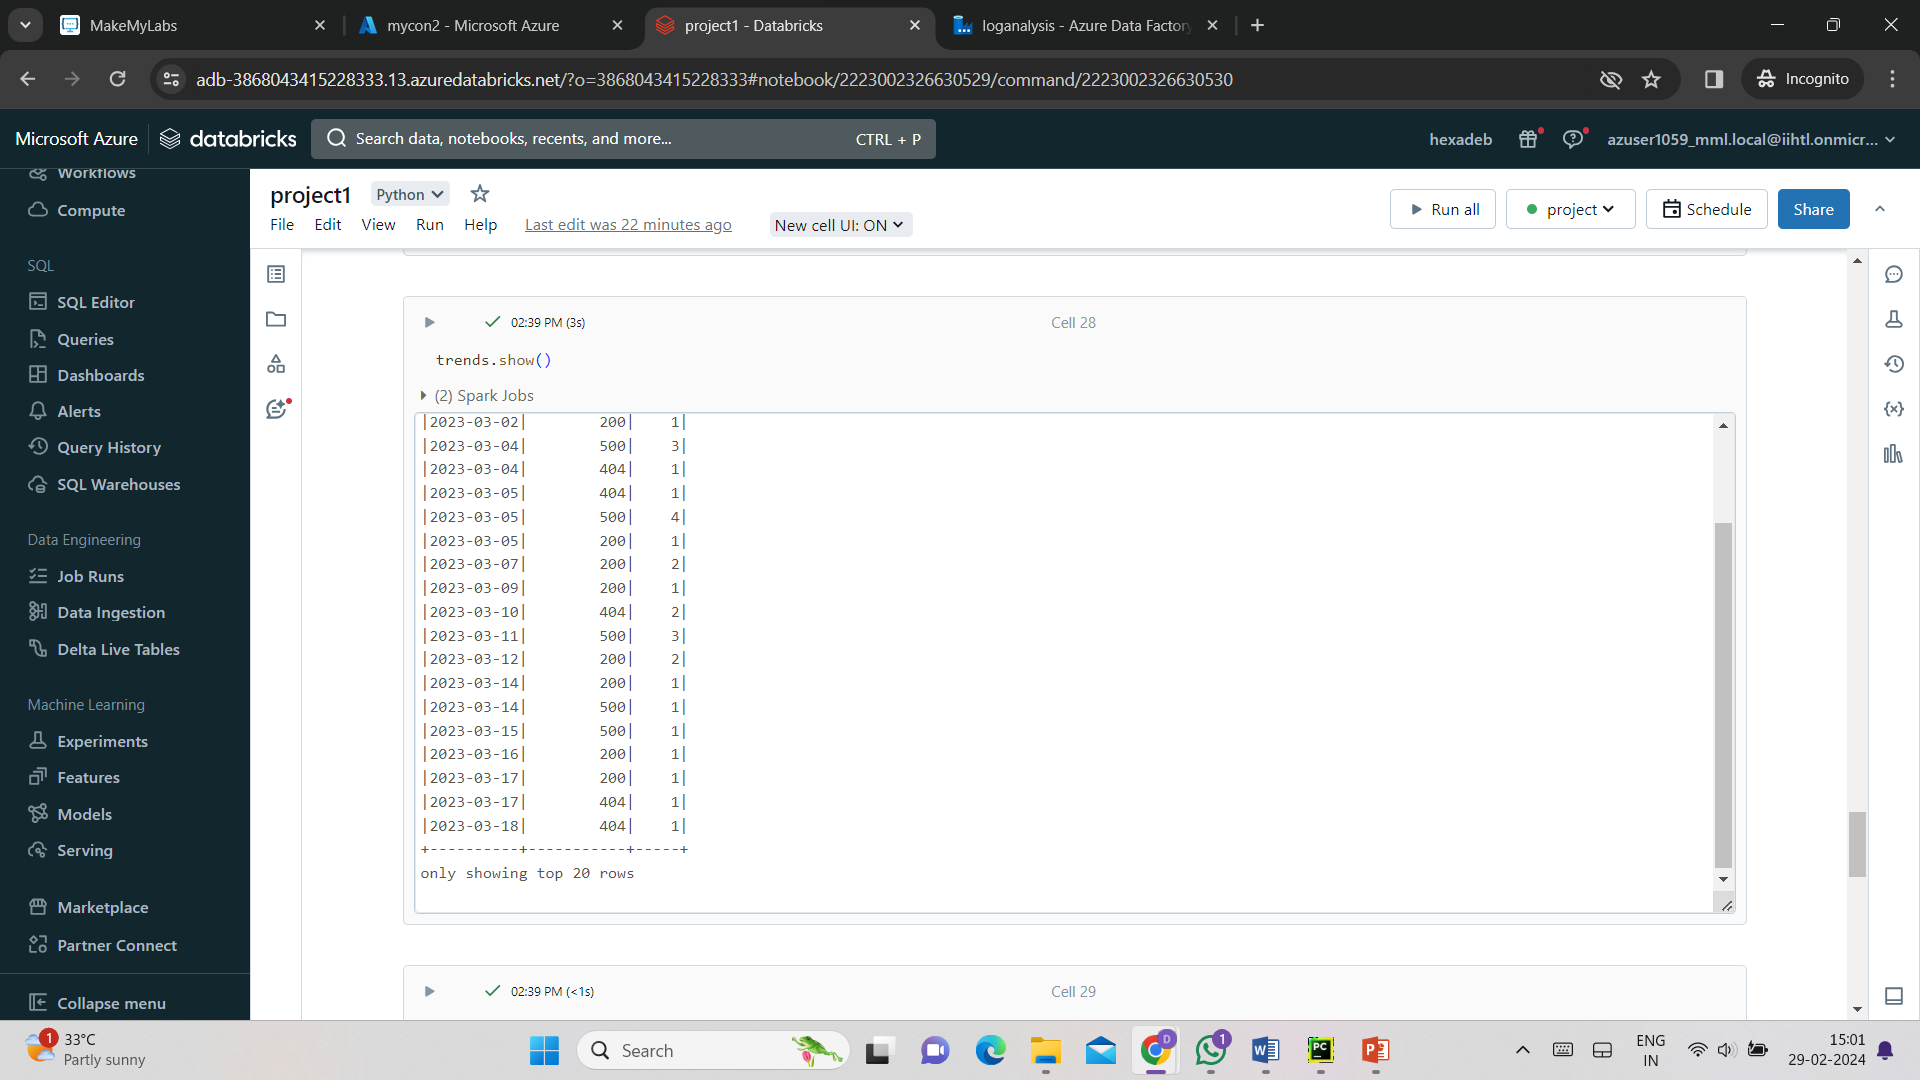 MakeMyLabs
mycon2 - Microsoft Azure
project1 - Databricks
loganalysis - Azure Data Factory
adb-3868043415228333.13.azuredatabricks.net/?o=3868043415228333#notebook/2223002326630529/command/2223002326630530
Incognito
Microsoft Azure
databricks
Search data, notebooks, recents, and more...
CTRL + P
hexadeb
azuser1059_mml.local@iihtl.onmicr...
Workflows
Compute
SQL
SQL Editor
Queries
Dashboards
Alerts
Query History
SQL Warehouses
Data Engineering
Job Runs
Data Ingestion
Delta Live Tables
Machine Learning
Experiments
Features
Models
Serving
Marketplace
Partner Connect
Collapse menu
project1
Python
File Edit View Run Help
Last edit was 22 minutes ago
New cell UI: ON
Run all
project
Schedule
Share
02:39 PM (3s)
Cell 28
trends.show()
(2) Spark Jobs
|2023-03-02|        200|    1|
|2023-03-04|        500|    3|
|2023-03-04|        404|    1|
|2023-03-05|        404|    1|
|2023-03-05|        500|    4|
|2023-03-05|        200|    1|
|2023-03-07|        200|    2|
|2023-03-09|        200|    1|
|2023-03-10|        404|    2|
|2023-03-11|        500|    3|
|2023-03-12|        200|    2|
|2023-03-14|        200|    1|
|2023-03-14|        500|    1|
|2023-03-15|        500|    1|
|2023-03-16|        200|    1|
|2023-03-17|        200|    1|
|2023-03-17|        404|    1|
|2023-03-18|        404|    1|
+----------+-----------+-----+
only showing top 20 rows
02:39 PM (<1s)
Cell 29
1
33°C
Partly sunny
Search
D
1
PC
ENG
IN
15:01
29-02-2024